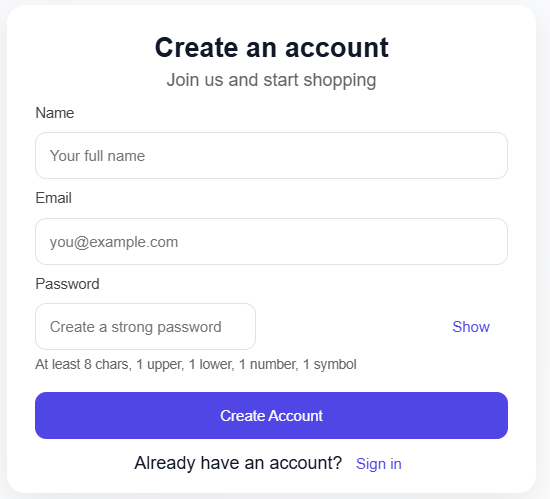 Create an account
Join us and start shopping
Name
Your full name
Email
you@example.com
Password
Create a strong password Show
At least 8 chars, 1 upper, 1 lower, 1 number, 1 symbol
Create Account
Already have an account? Sign in